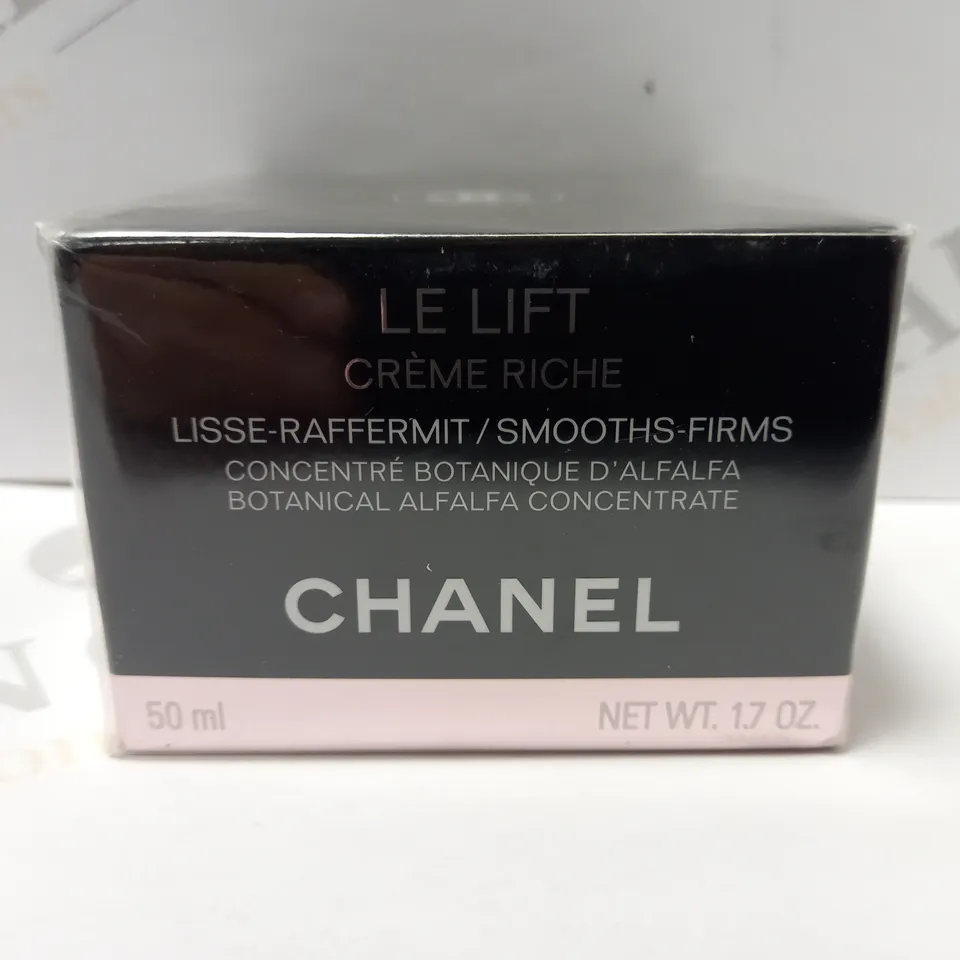 LE LIFT
CRÈME RICHE
LISSE-RAFFERMIT / SMOOTHS-FIRMS
CONCENTRÉ BOTANIQUE D'ALFALFA
BOTANICAL ALFALFA CONCENTRATE
CHANEL
50 ml NET WT. 1.7 OZ.